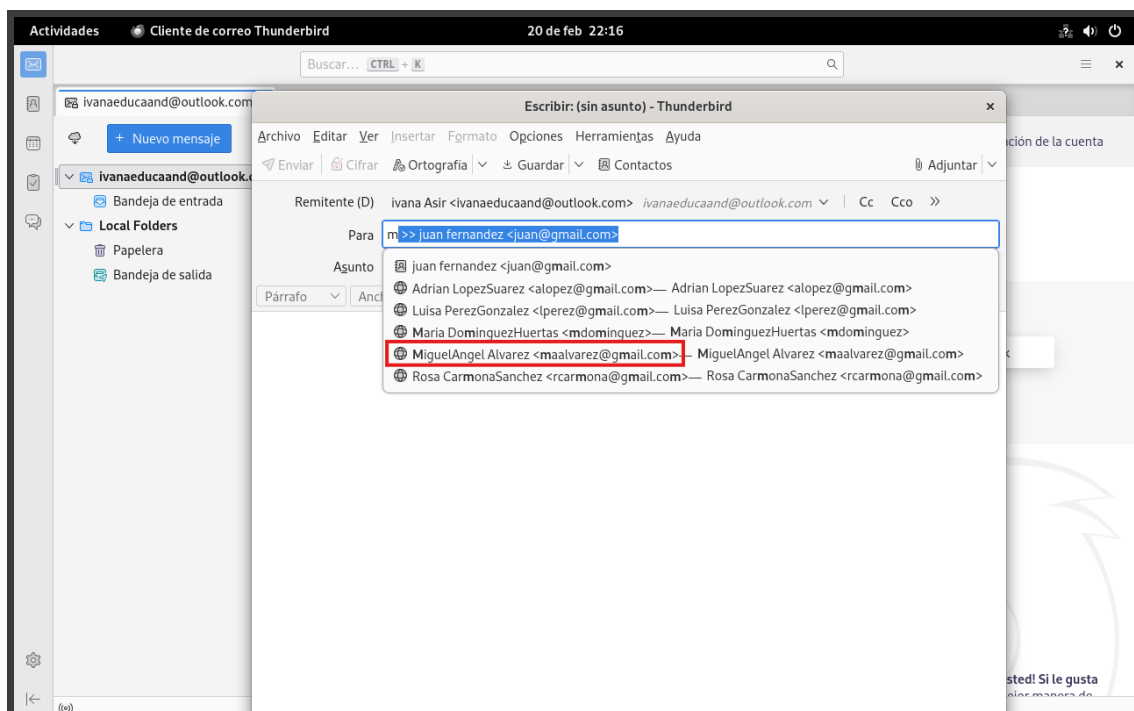 Actividades Cliente de correo Thunderbird 20 de feb 22:16
Buscar... CTRL + K
ivanaeducaand@outlook.com
+ Nuevo mensaje
ivanaeducaand@outlook.
Bandeja de entrada
Local Folders
Papelera
Bandeja de salida
Escribir: (sin asunto) - Thunderbird
Archivo Editar Ver Insertar Formato Opciones Herramientas Ayuda
Enviar Cifrar Ortografía Guardar Contactos Adjuntar
Remitente (D) ivana Asir <ivanaeducaand@outlook.com> ivanaeducaand@outlook.com Cc Cco »
Para m >> juan fernandez <juan@gmail.com>
Asunto
Párrafo
juan fernandez <juan@gmail.com>
Adrian LopezSuarez <alopez@gmail.com>— Adrian LopezSuarez <alopez@gmail.com>
Luisa PerezGonzalez <lperez@gmail.com>— Luisa PerezGonzalez <lperez@gmail.com>
Maria DominguezHuertas <mdominguez>— Maria DominguezHuertas <mdominguez>
MiguelAngel Alvarez <maalvarez@gmail.com>— MiguelAngel Alvarez <maalvarez@gmail.com>
Rosa CarmonaSanchez <rcarmona@gmail.com>— Rosa CarmonaSanchez <rcarmona@gmail.com>
de la cuenta
Si le gusta